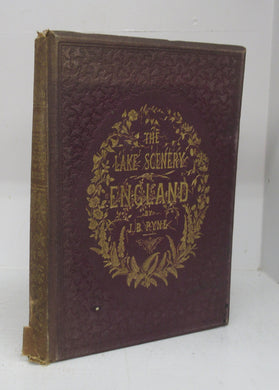 THE
LAKE SCENERY
OF
ENGLAND
BY
J. B. PYNE